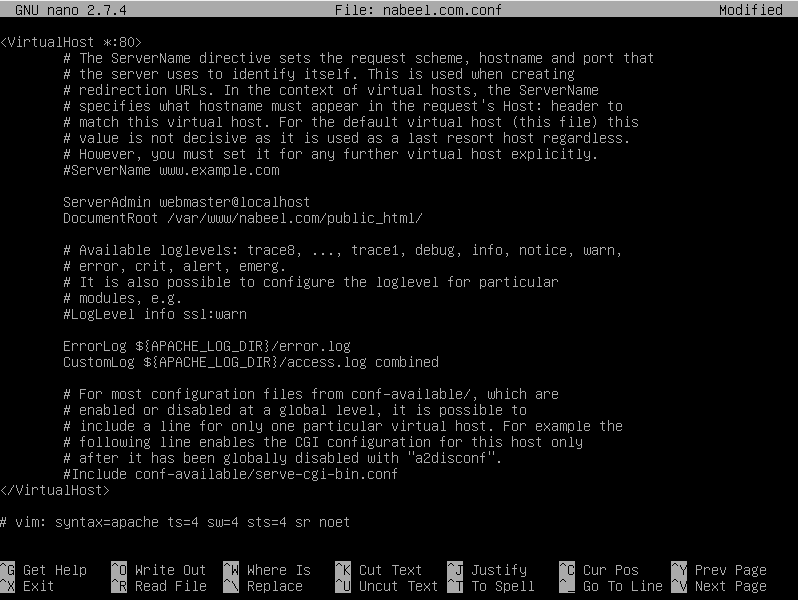 GNU nano 2.7.4 File: nabeel.com.conf Modified
<VirtualHost *:80>
# The ServerName directive sets the request scheme, hostname and port that
# the server uses to identify itself. This is used when creating
# redirection URLs. In the context of virtual hosts, the ServerName
# specifies what hostname must appear in the request's Host: header to
# match this virtual host. For the default virtual host (this file) this
# value is not decisive as it is used as a last resort host regardless.
# However, you must set it for any further virtual host explicitly.
#ServerName www.example.com
ServerAdmin webmaster@localhost
DocumentRoot /var/www/nabeel.com/public_html/
# Available loglevels: trace8, ..., trace1, debug, info, notice, warn,
# error, crit, alert, emerg.
# It is also possible to configure the loglevel for particular
# modules, e.g.
#LogLevel info ssl:warn
ErrorLog ${APACHE_LOG_DIR}/error.log
CustomLog ${APACHE_LOG_DIR}/access.log combined
# For most configuration files from conf-available/, which are
# enabled or disabled at a global level, it is possible to
# include a line for only one particular virtual host. For example the
# following line enables the CGI configuration for this host only
# after it has been globally disabled with "a2disconf".
#Include conf-available/serve-cgi-bin.conf
</VirtualHost>
# vim: syntax=apache ts=4 sw=4 sts=4 sr noet
^G Get Help ^O Write Out ^W Where Is ^K Cut Text ^J Justify ^C Cur Pos ^Y Prev Page
^X Exit ^R Read File ^\ Replace ^U Uncut Text ^T To Spell ^_ Go To Line ^V Next Page